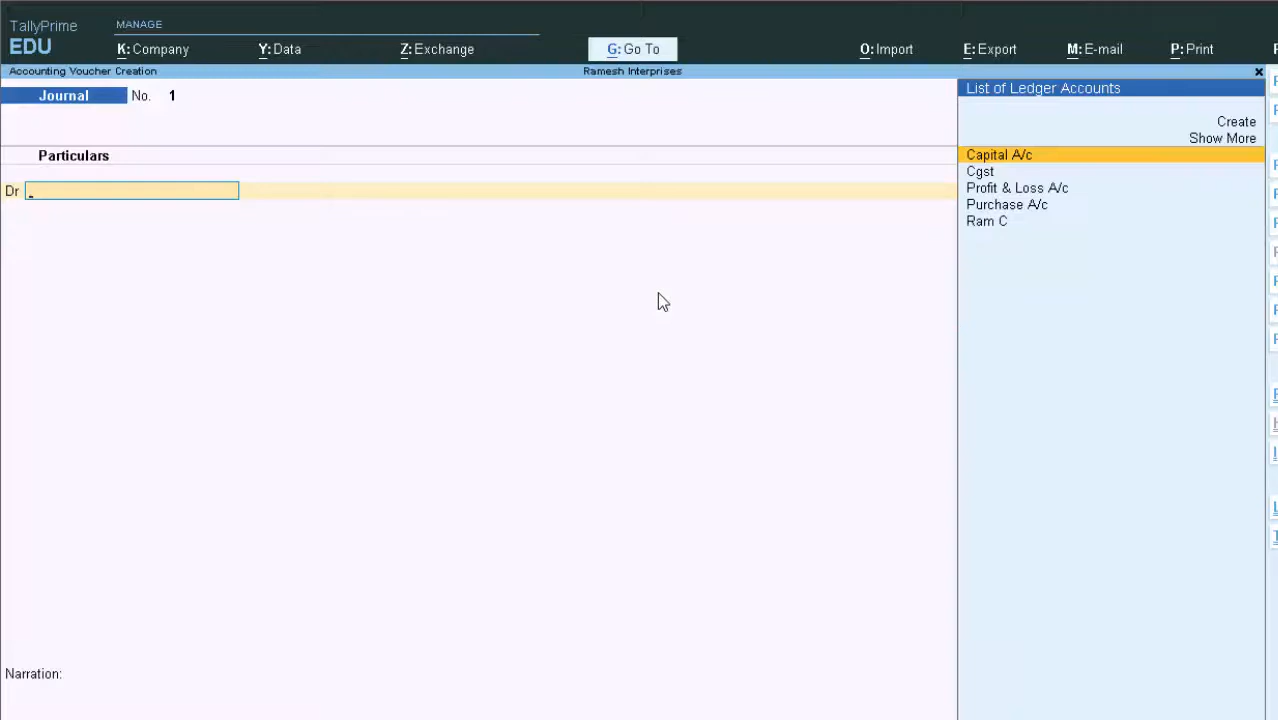 TallyPrime
EDU
MANAGE
K: Company
Y: Data
Z: Exchange
G: Go To
O: Import
E: Export
M: E-mail
P: Print
Accounting Voucher Creation
Ramesh Interprises
Journal No. 1
Particulars
Dr
List of Ledger Accounts
Create
Show More
Capital A/c
Cgst
Profit & Loss A/c
Purchase A/c
Ram C
Narration: